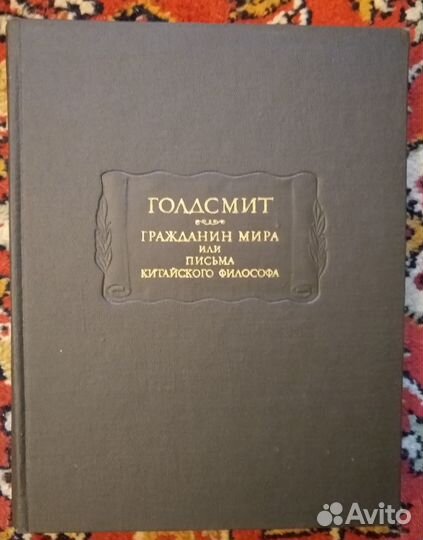 ГОЛДСМИТ
ГРАЖДАНИН МИРА
ИЛИ
ПИСЬМА
КИТАЙСКОГО ФИЛОСОФА
Avito